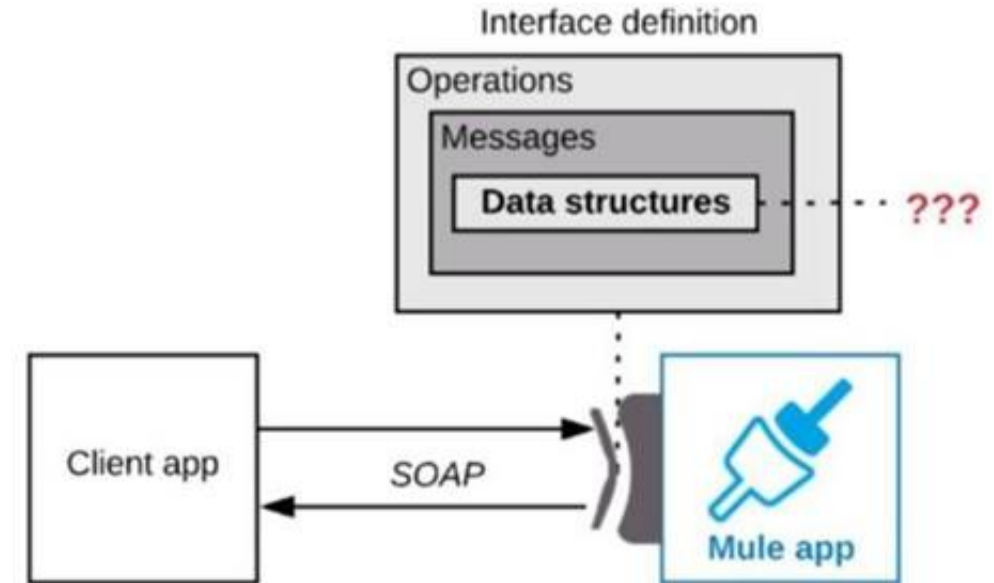 Interface definition
Operations
Messages
Data structures
???
Client app
SOAP
Mule app